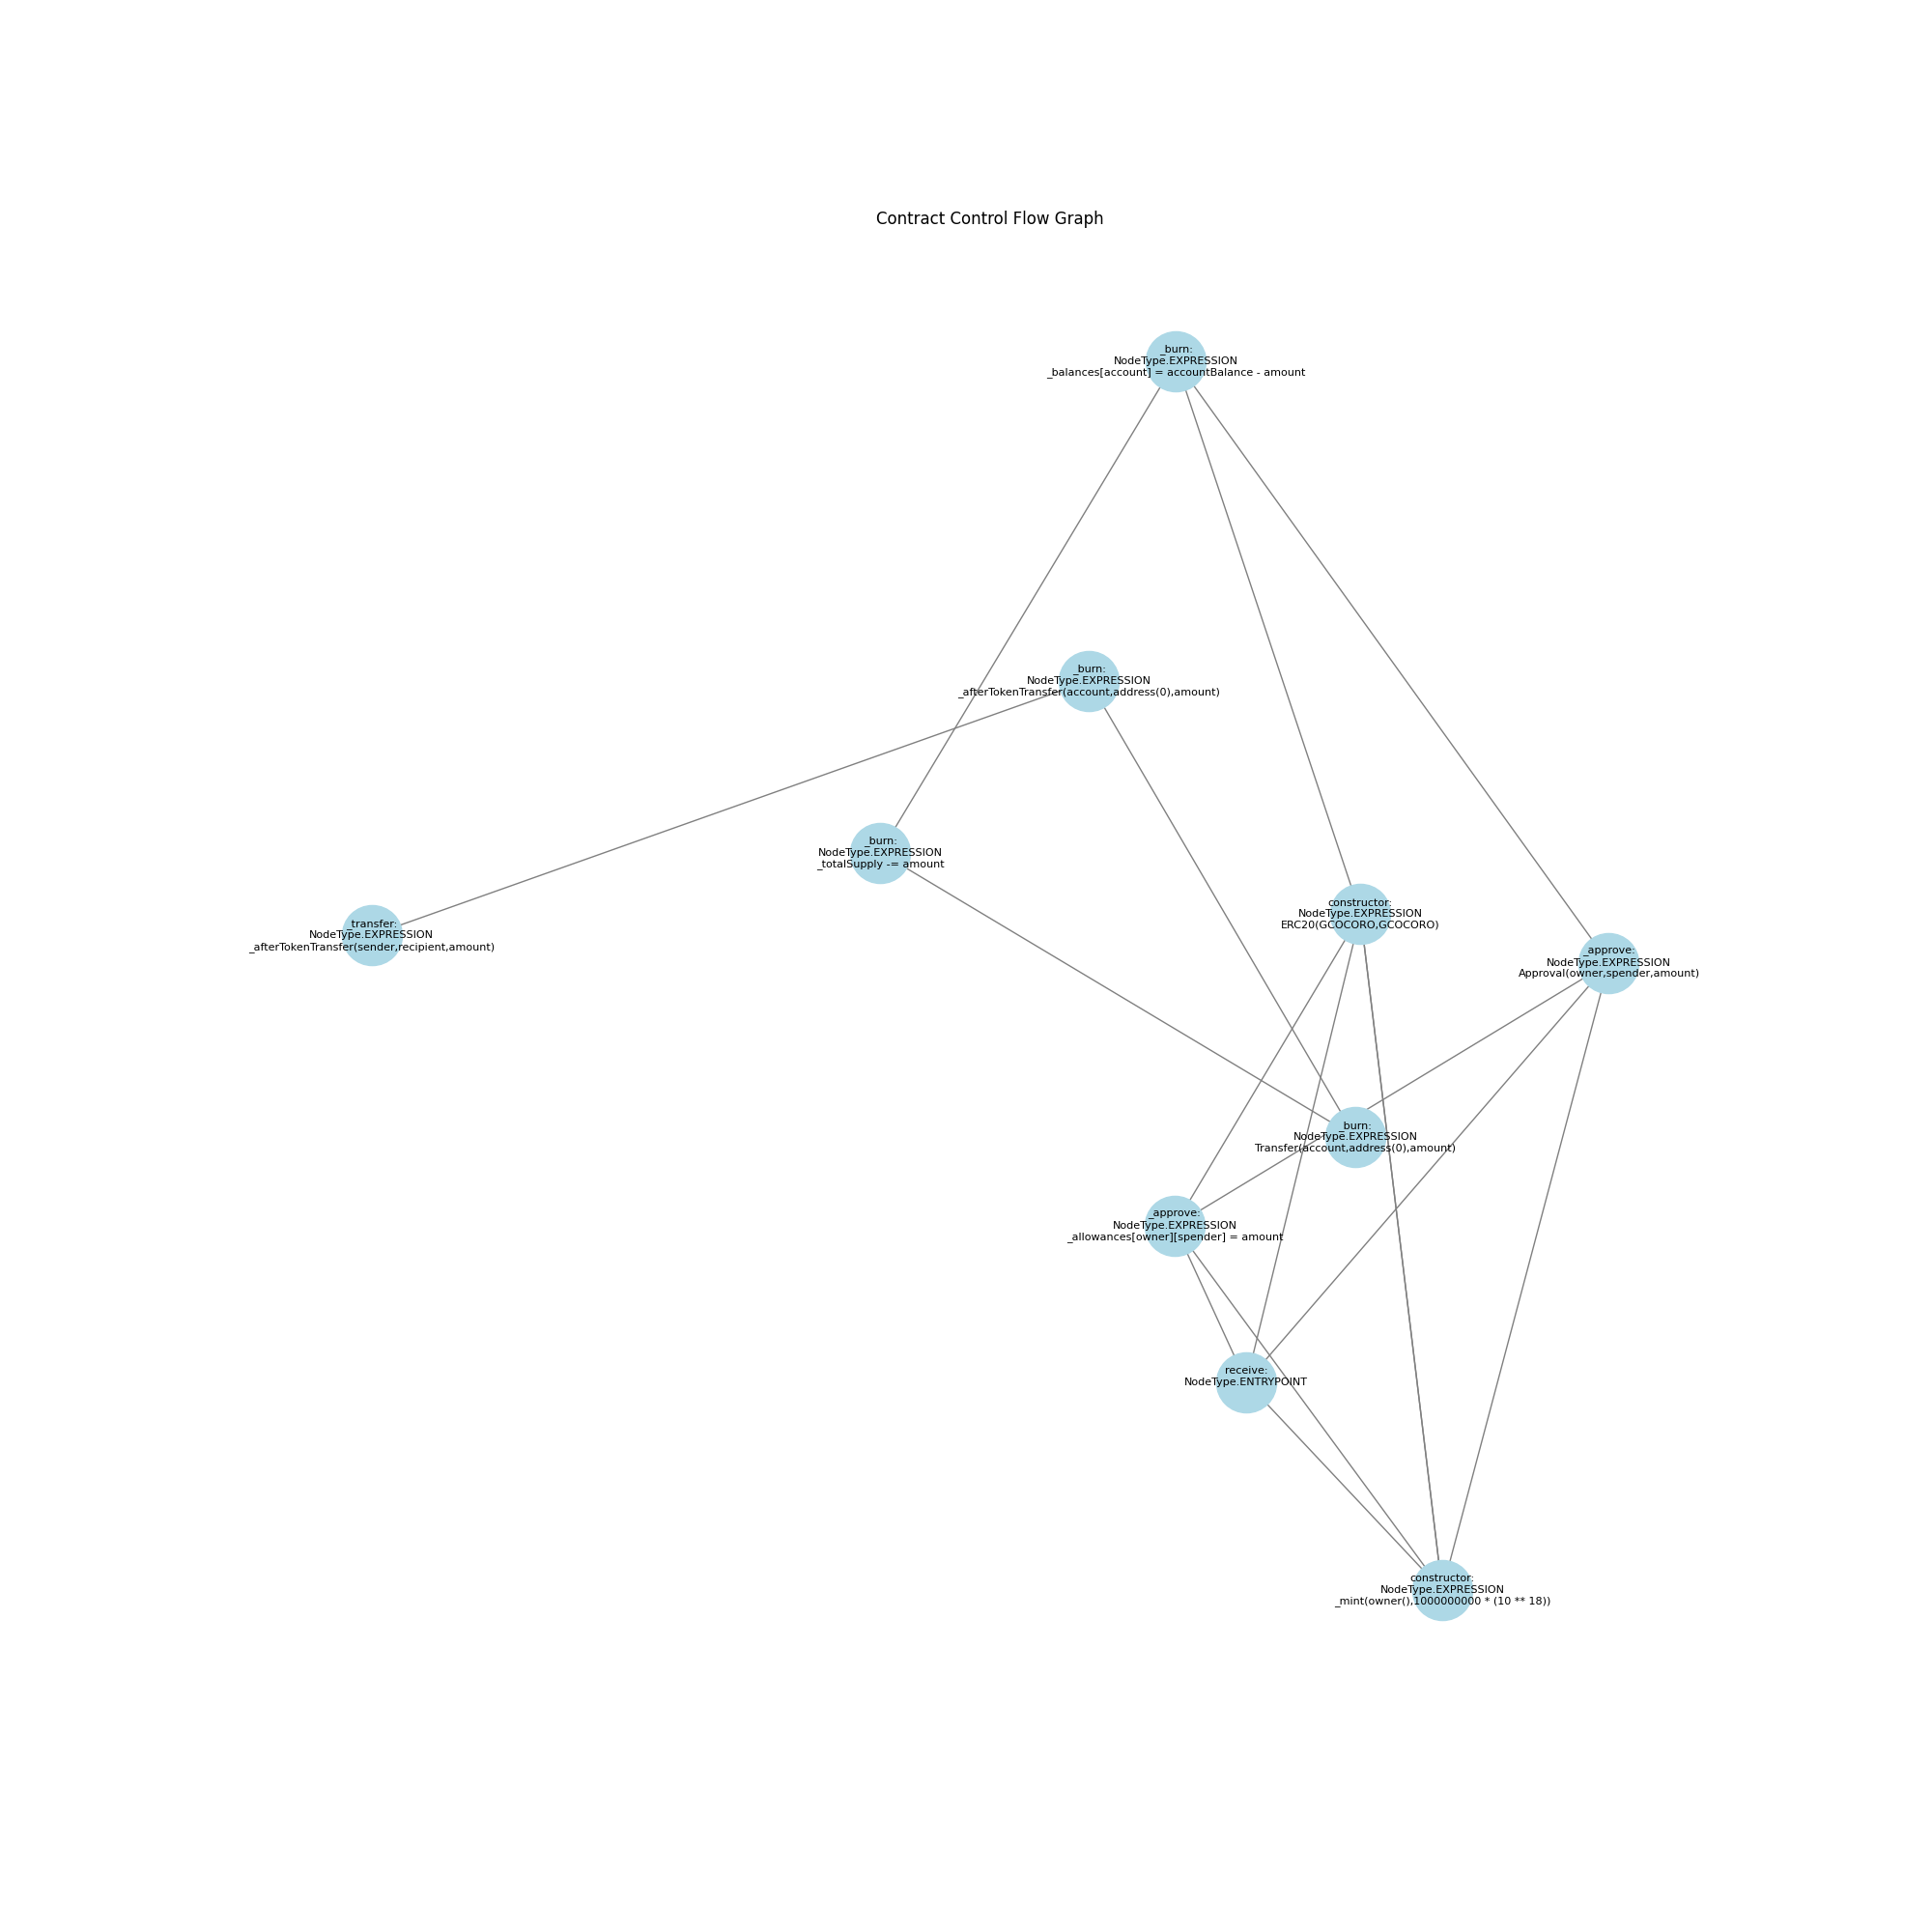 Contract Control Flow Graph
_burn:
NodeType.EXPRESSION
_balances[account] = accountBalance - amount
_burn:
NodeType.EXPRESSION
_afterTokenTransfer(account,address(0),amount)
_burn:
NodeType.EXPRESSION
_totalSupply -= amount
_transfer:
NodeType.EXPRESSION
_afterTokenTransfer(sender,recipient,amount)
constructor:
NodeType.EXPRESSION
ERC20(GCOCORO,GCOCORO)
_approve:
NodeType.EXPRESSION
Approval(owner,spender,amount)
_burn:
NodeType.EXPRESSION
Transfer(account,address(0),amount)
_approve:
NodeType.EXPRESSION
_allowances[owner][spender] = amount
receive:
NodeType.ENTRYPOINT
constructor:
NodeType.EXPRESSION
_mint(owner(),1000000000 * (10 ** 18))